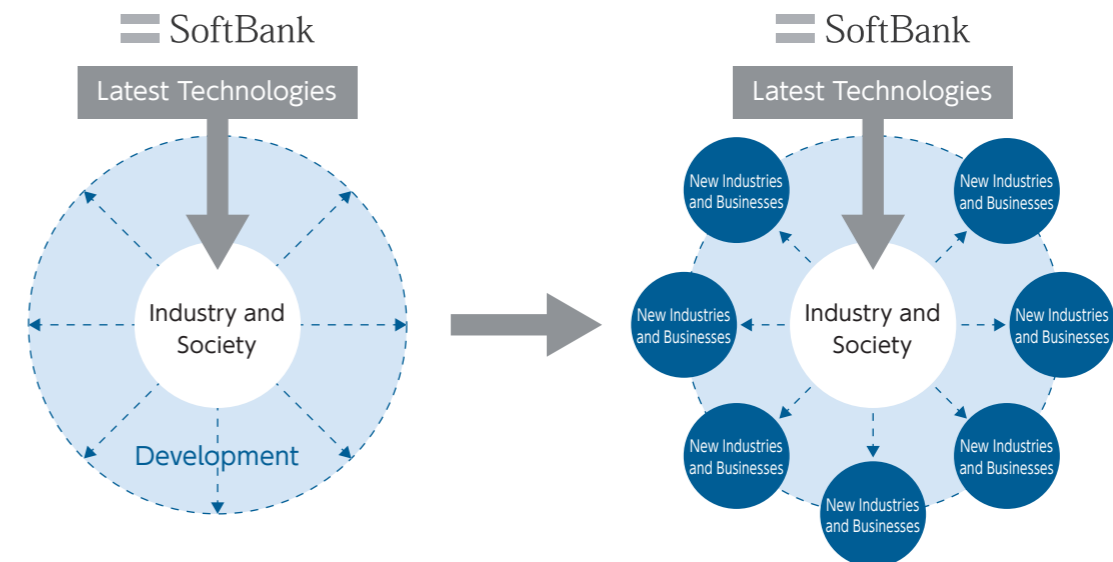 SoftBank
Latest Technologies
Industry and
Society
Development
SoftBank
Latest Technologies
New Industries
and Businesses
New Industries
and Businesses
New Industries
and Businesses
Industry and
Society
New Industries
and Businesses
New Industries
and Businesses
New Industries
and Businesses
New Industries
and Businesses